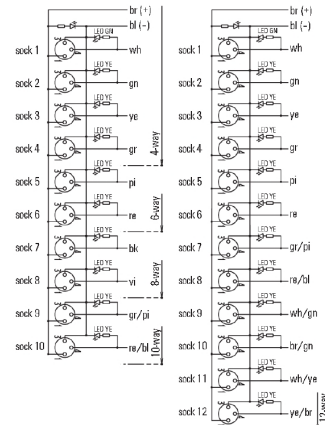 br (+)
bl (−)
LED GN
sock 1 wh
LED YE
sock 2 gn
LED YE
sock 3 ye
LED YE
sock 4 gr
4-way
LED YE
sock 5 pi
LED YE
sock 6 re
6-way
LED YE
sock 7 bk
LED YE
sock 8 vi
8-way
LED YE
sock 9 gr/pi
LED YE
sock 10 re/bl
10-way
br (+)
bl (−)
LED GN
sock 1 wh
LED YE
sock 2 gn
LED YE
sock 3 ye
LED YE
sock 4 gr
LED YE
sock 5 pi
LED YE
sock 6 re
LED YE
sock 7 gr/pi
LED YE
sock 8 re/bl
LED YE
sock 9 wh/gn
LED YE
sock 10 br/gn
LED YE
sock 11 wh/ye
LED YE
sock 12 ye/br
12-way